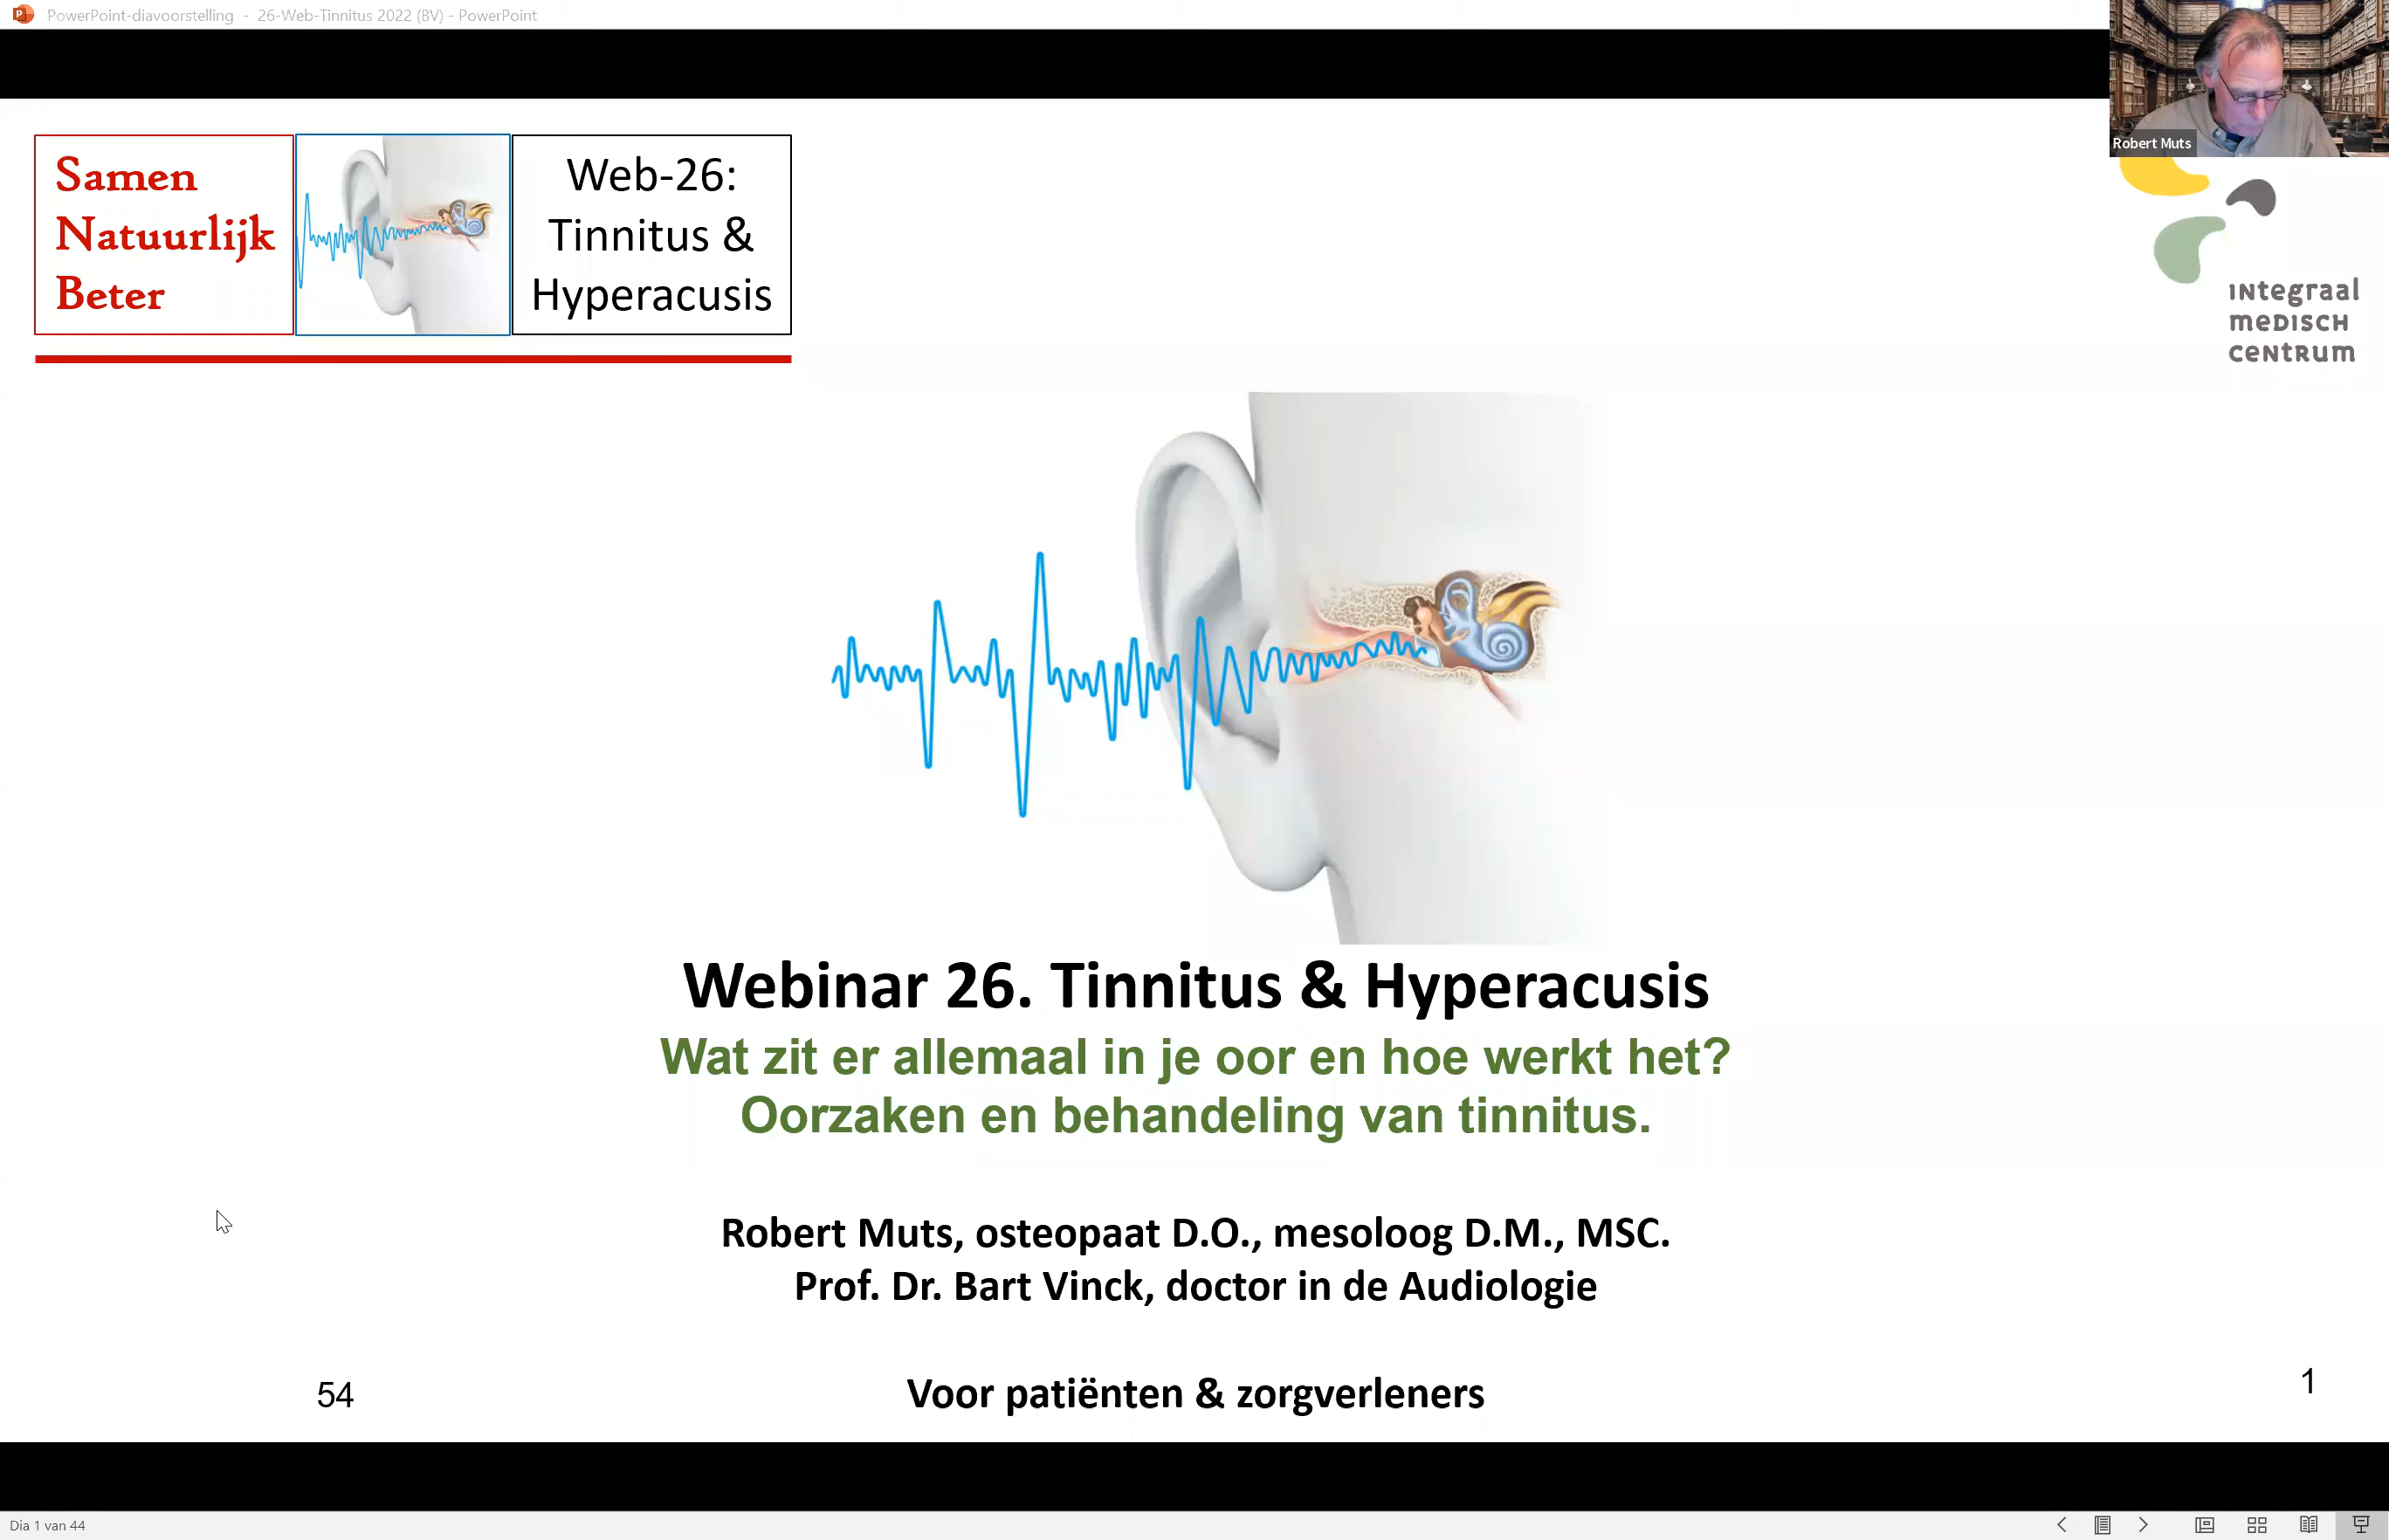 PowerPoint-diavoorstelling - 26-Web-Tinnitus 2022 (BV) - PowerPoint
Robert Muts
Samen
Natuurlijk
Beter
Web-26:
Tinnitus &
Hyperacusis
integraal
medisch
centrum
Webinar 26. Tinnitus & Hyperacusis
Wat zit er allemaal in je oor en hoe werkt het?
Oorzaken en behandeling van tinnitus.
Robert Muts, osteopaat D.O., mesoloog D.M., MSC.
Prof. Dr. Bart Vinck, doctor in de Audiologie
54
Voor patiënten & zorgverleners
1
Dia 1 van 44